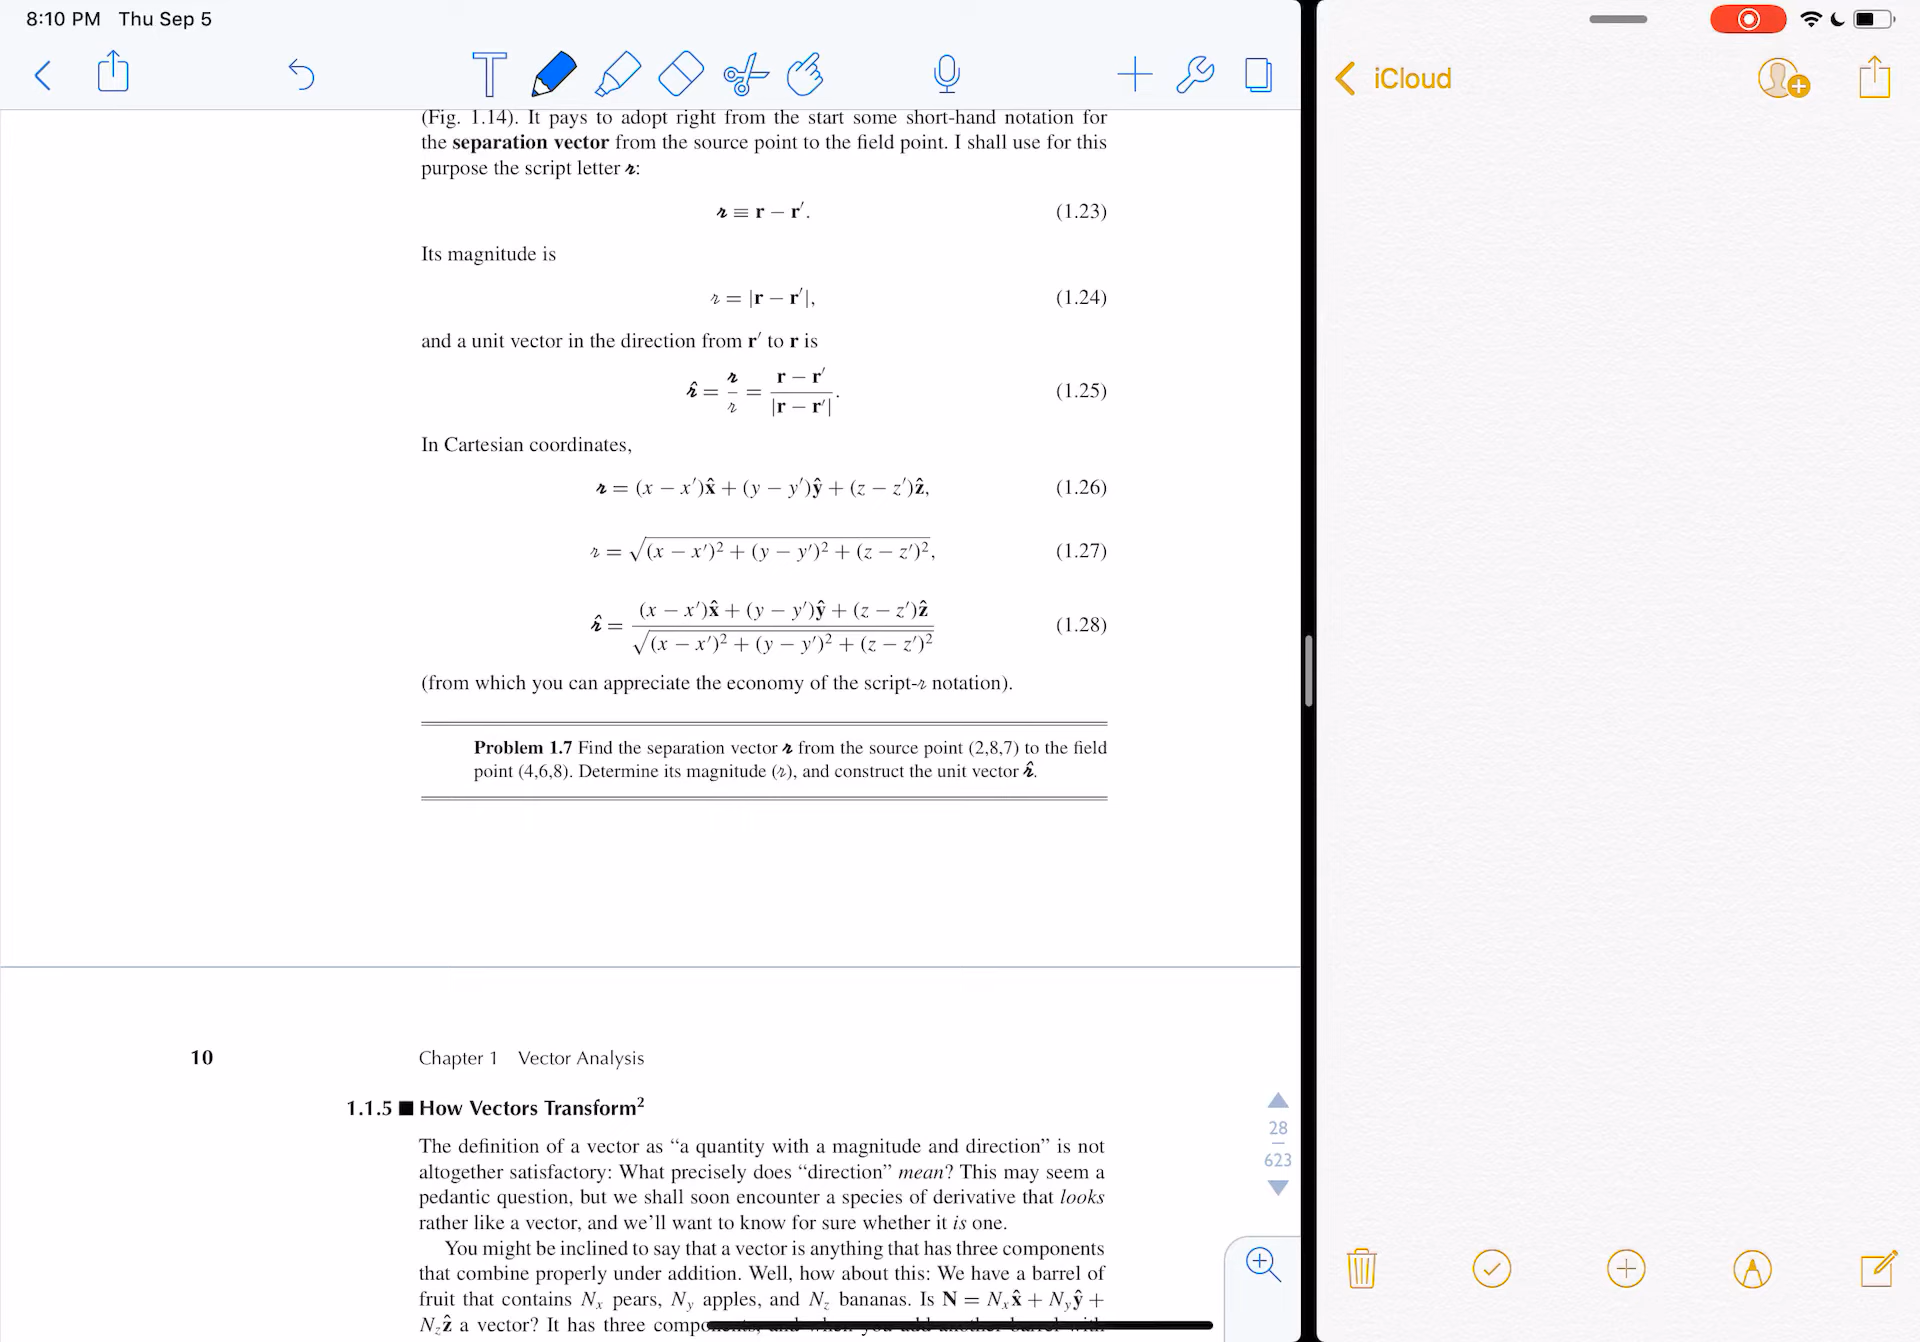 8:10 PM Thu Sep 5
iCloud
(Fig. 1.14). It pays to adopt right from the start some short-hand notation for
the separation vector from the source point to the field point. I shall use for this
purpose the script letter 𝓇:
𝓇 ≡ r − r′. (1.23)
Its magnitude is
𝓇 = |r − r′|, (1.24)
and a unit vector in the direction from r′ to r is
𝓇̂ = 𝓇/𝓇 = (r − r′)/|r − r′|. (1.25)
In Cartesian coordinates,
𝓇 = (x − x′)x̂ + (y − y′)ŷ + (z − z′)ẑ, (1.26)
𝓇 = √((x − x′)² + (y − y′)² + (z − z′)²), (1.27)
𝓇̂ = ((x − x′)x̂ + (y − y′)ŷ + (z − z′)ẑ)/√((x − x′)² + (y − y′)² + (z − z′)²) (1.28)
(from which you can appreciate the economy of the script-𝓇 notation).
Problem 1.7 Find the separation vector 𝓇 from the source point (2,8,7) to the field
point (4,6,8). Determine its magnitude (𝓇), and construct the unit vector 𝓇̂.
10 Chapter 1 Vector Analysis
1.1.5 ■ How Vectors Transform²
The definition of a vector as “a quantity with a magnitude and direction” is not
altogether satisfactory: What precisely does “direction” mean? This may seem a
pedantic question, but we shall soon encounter a species of derivative that looks
rather like a vector, and we’ll want to know for sure whether it is one.
You might be inclined to say that a vector is anything that has three components
that combine properly under addition. Well, how about this: We have a barrel of
fruit that contains Nₓ pears, N_y apples, and N_z bananas. Is N = Nₓx̂ + N_yŷ +
N_zẑ a vector? It has three
28
623